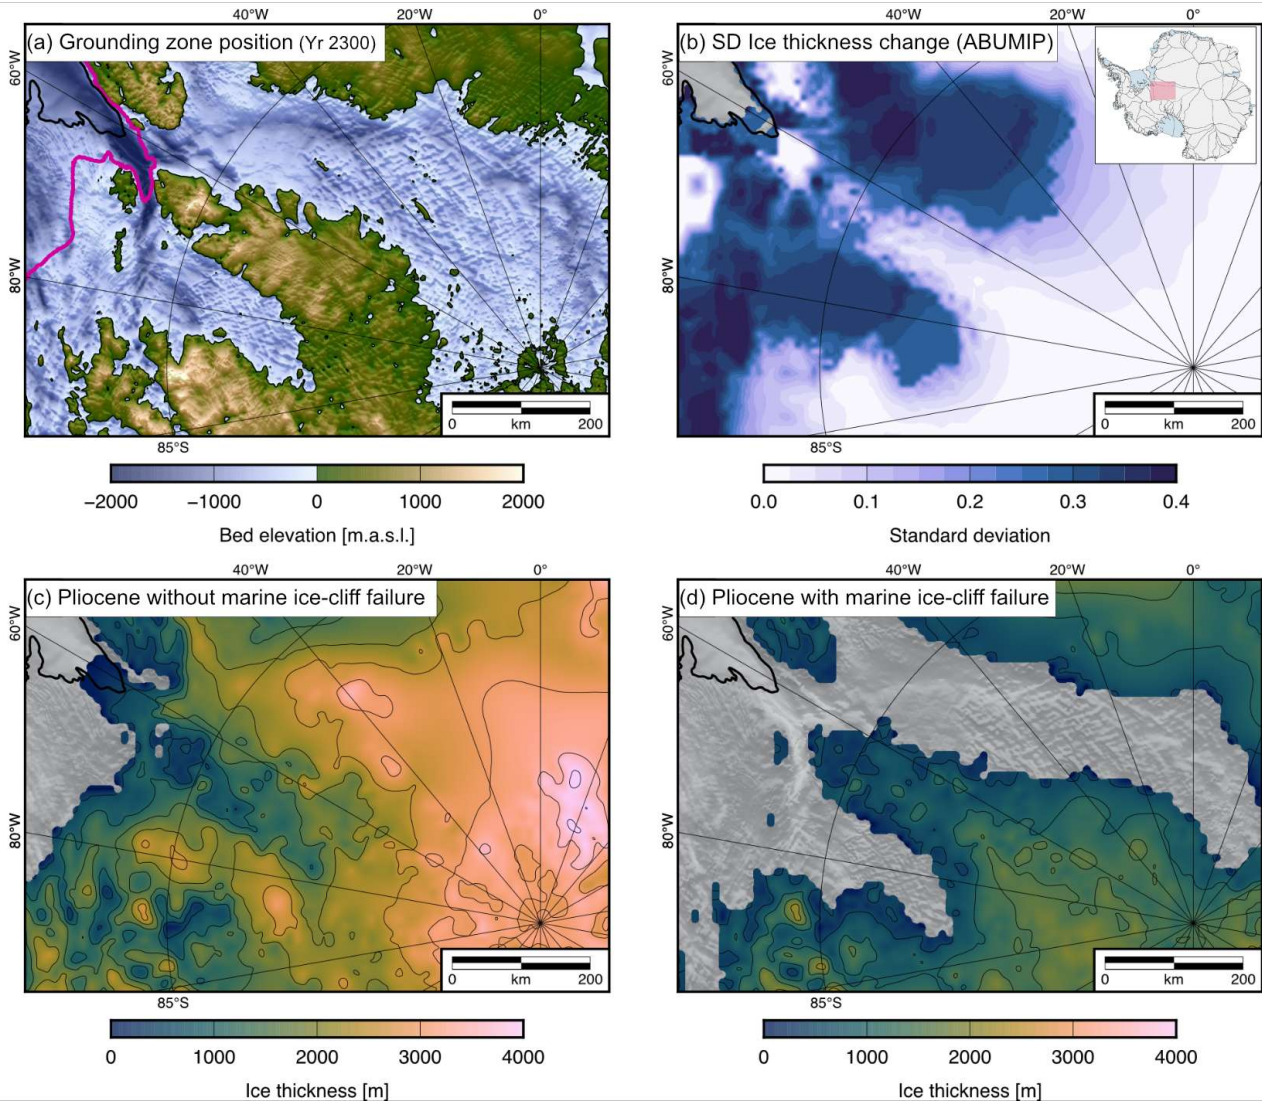 40°W 20°W 0°
40°W 20°W 0°
(a) Grounding zone position (Yr 2300)
(b) SD Ice thickness change (ABUMIP)
60°W
60°W
80°W
80°W
0 km 200
0 km 200
85°S
85°S
−2000 −1000 0 1000 2000
0.0 0.1 0.2 0.3 0.4
Bed elevation [m.a.s.l.]
Standard deviation
40°W 20°W 0°
40°W 20°W 0°
(c) Pliocene without marine ice-cliff failure
(d) Pliocene with marine ice-cliff failure
60°W
60°W
80°W
80°W
0 km 200
0 km 200
85°S
85°S
0 1000 2000 3000 4000
0 1000 2000 3000 4000
Ice thickness [m]
Ice thickness [m]